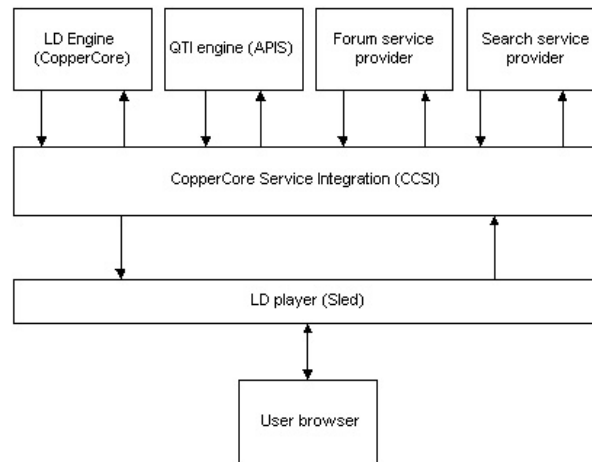 LD Engine
(CopperCore)
QTI engine (APIS)
Forum service
provider
Search service
provider
CopperCore Service Integration (CCSI)
LD player (Sled)
User browser